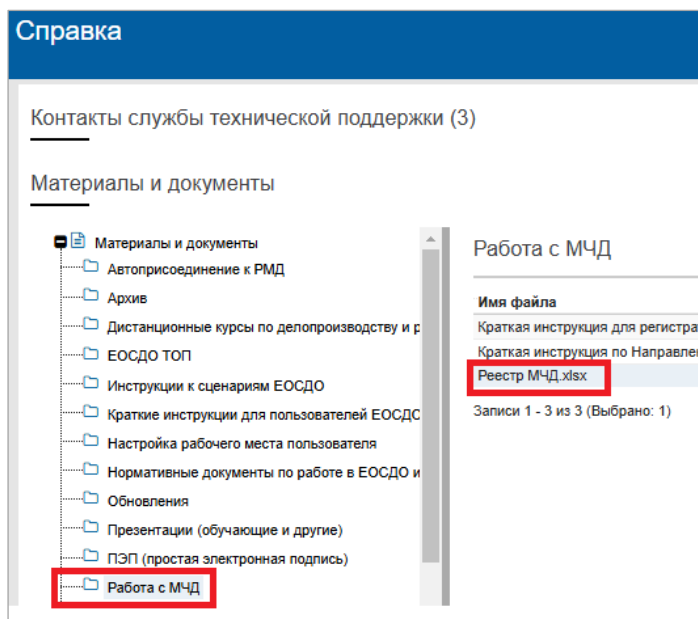 Справка
Контакты службы технической поддержки (3)
Материалы и документы
Материалы и документы
Автоприсоединение к РМД
Архив
Дистанционные курсы по делопроизводству и р
ЕОСДО ТОП
Инструкции к сценариям ЕОСДО
Краткие инструкции для пользователей ЕОСДО
Настройка рабочего места пользователя
Нормативные документы по работе в ЕОСДО и
Обновления
Презентации (обучающие и другие)
ПЭП (простая электронная подпись)
Работа с МЧД
Работа с МЧД
Имя файла
Краткая инструкция для регистра
Краткая инструкция по Направле
Реестр МЧД.xlsx
Записи 1 - 3 из 3 (Выбрано: 1)